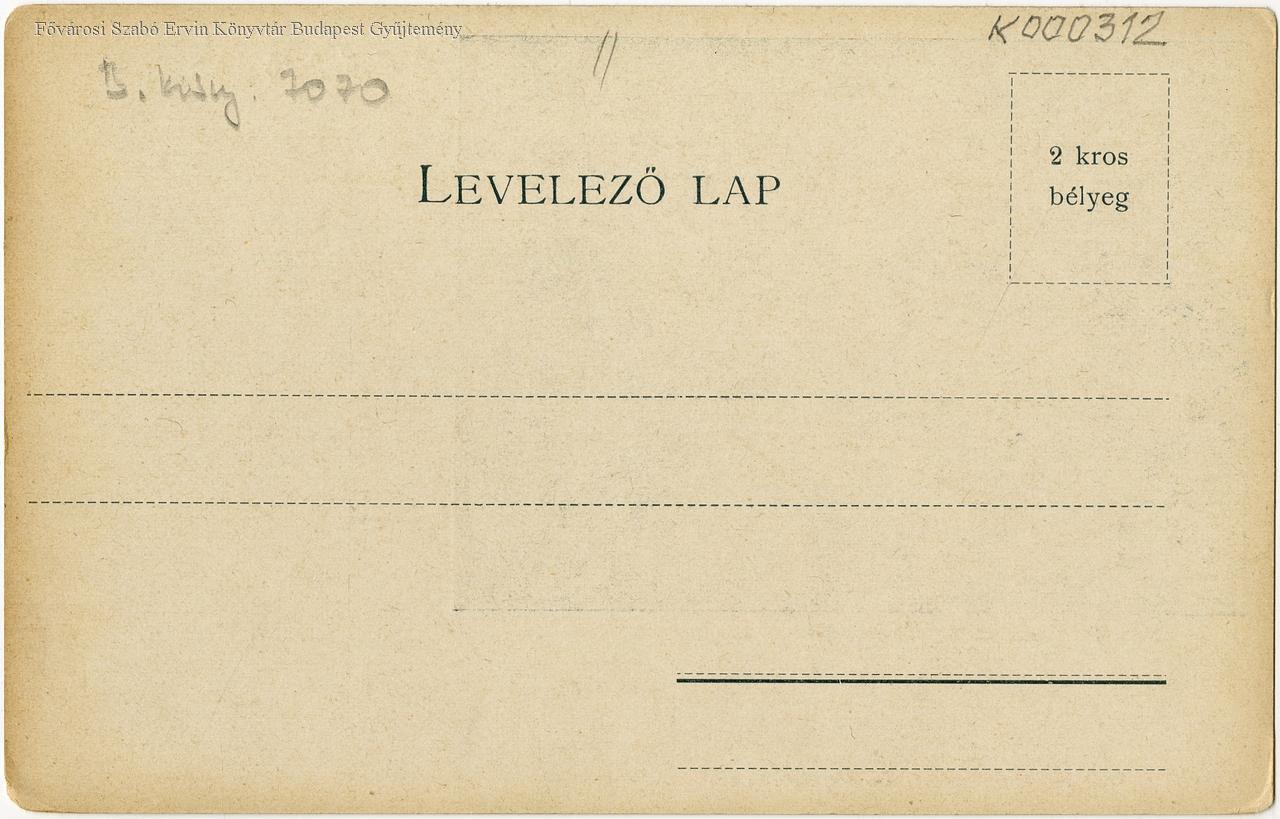 Fővárosi Szabó Ervin Könyvtár Budapest Gyűjtemény
K000312
B. 7070
LEVELEZŐ LAP
2 kros
bélyeg